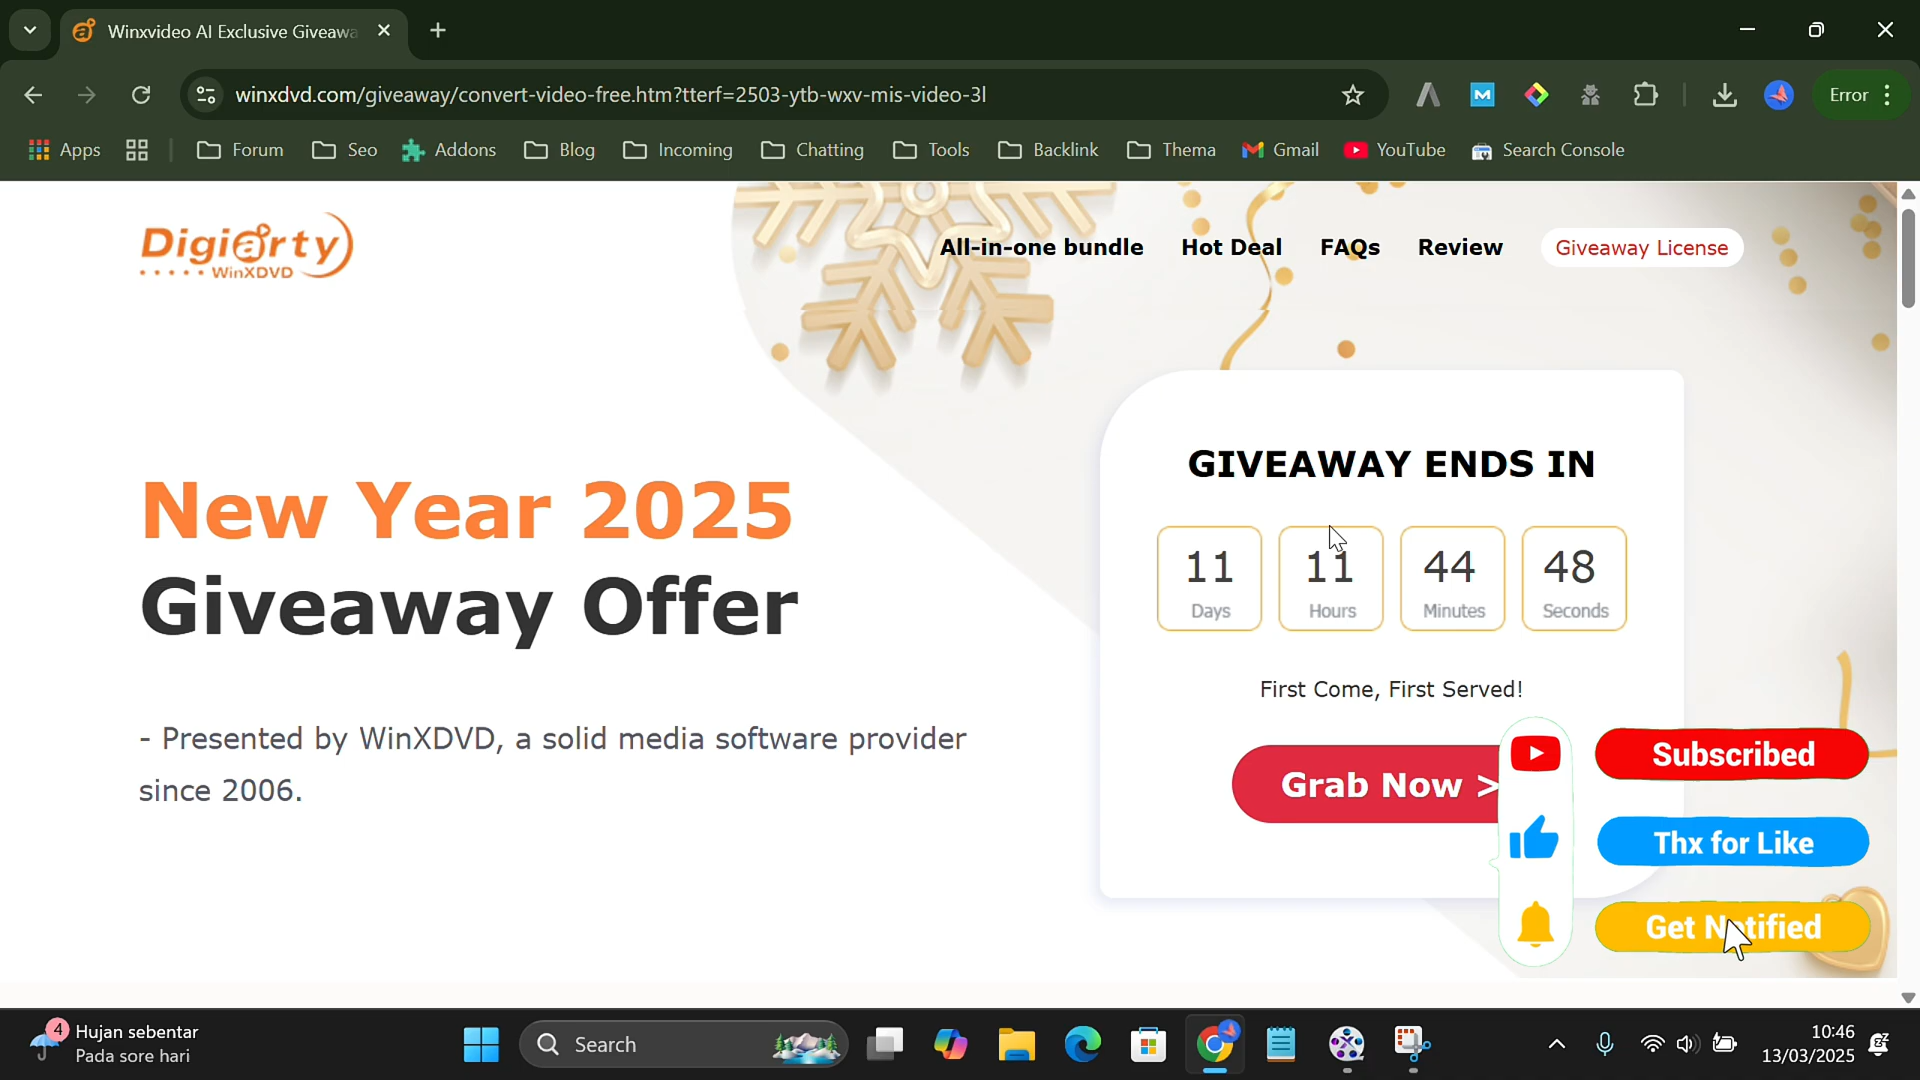 Winxvideo AI Exclusive Giveawa
winxdvd.com/giveaway/convert-video-free.htm?tterf=2503-ytb-wxv-mis-video-3l
Error
Apps
Forum
Seo
Addons
Blog
Incoming
Chatting
Tools
Backlink
Thema
Gmail
YouTube
Search Console
Digiarty
WinXDVD
All-in-one bundle
Hot Deal
FAQs
Review
Giveaway License
New Year 2025
Giveaway Offer
- Presented by WinXDVD, a solid media software provider
since 2006.
GIVEAWAY ENDS IN
11 11 44 48
Days Hours Minutes Seconds
First Come, First Served!
Grab Now >
Subscribed
Thx for Like
Get Notified
4
Hujan sebentar
Pada sore hari
Search
10:46
13/03/2025